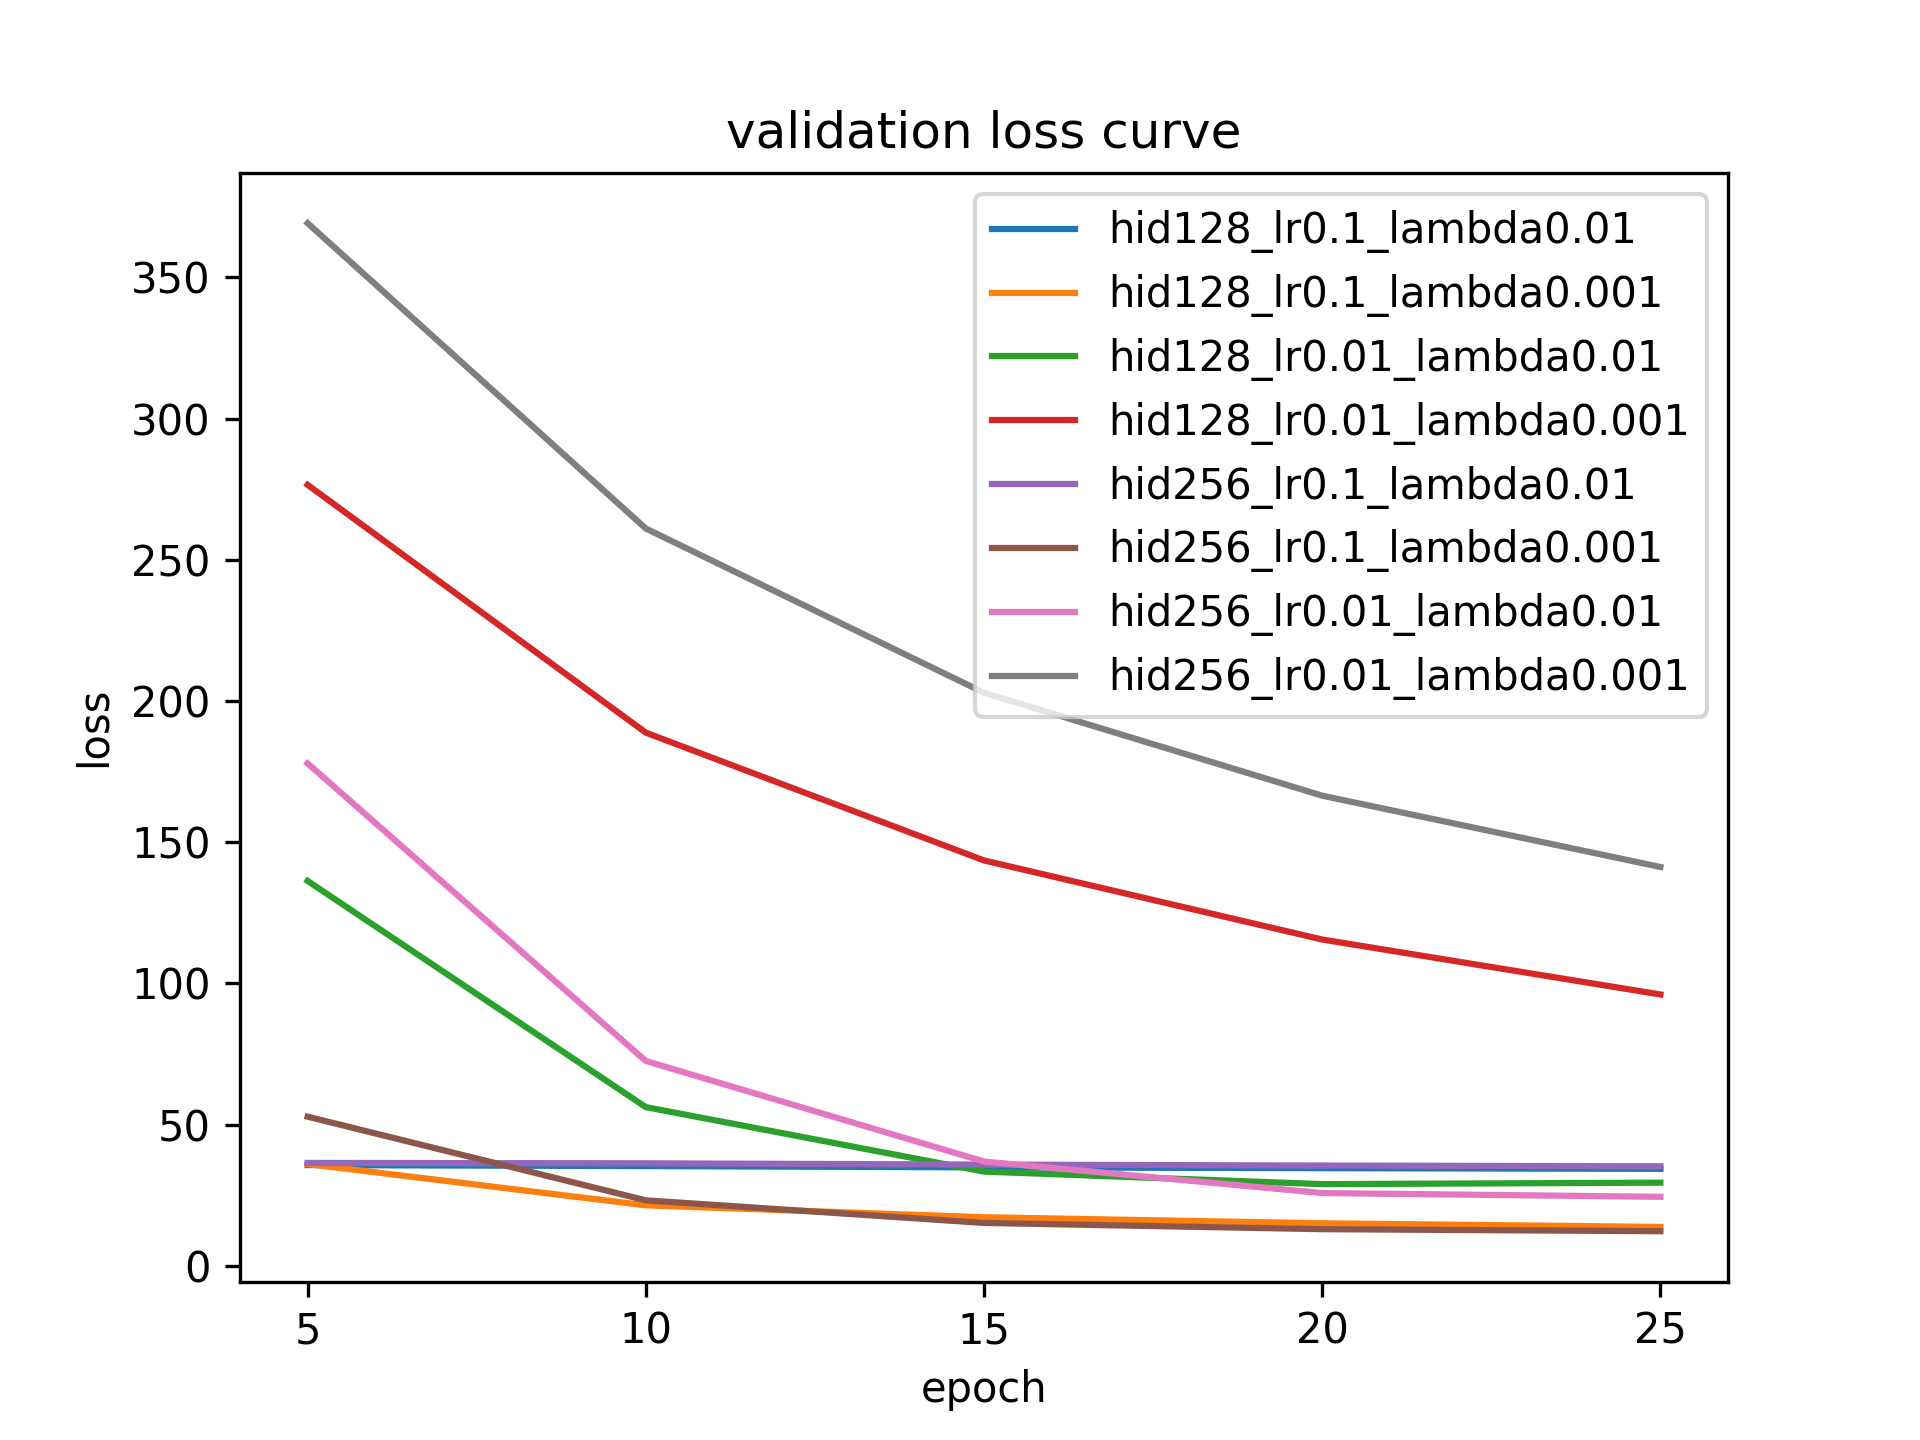 validation loss curve
hid128_lr0.1_lambda0.01
hid128_lr0.1_lambda0.001
hid128_lr0.01_lambda0.01
hid128_lr0.01_lambda0.001
hid256_lr0.1_lambda0.01
hid256_lr0.1_lambda0.001
hid256_lr0.01_lambda0.01
hid256_lr0.01_lambda0.001
loss
350
300
250
200
150
100
50
0
5 10 15 20 25
epoch